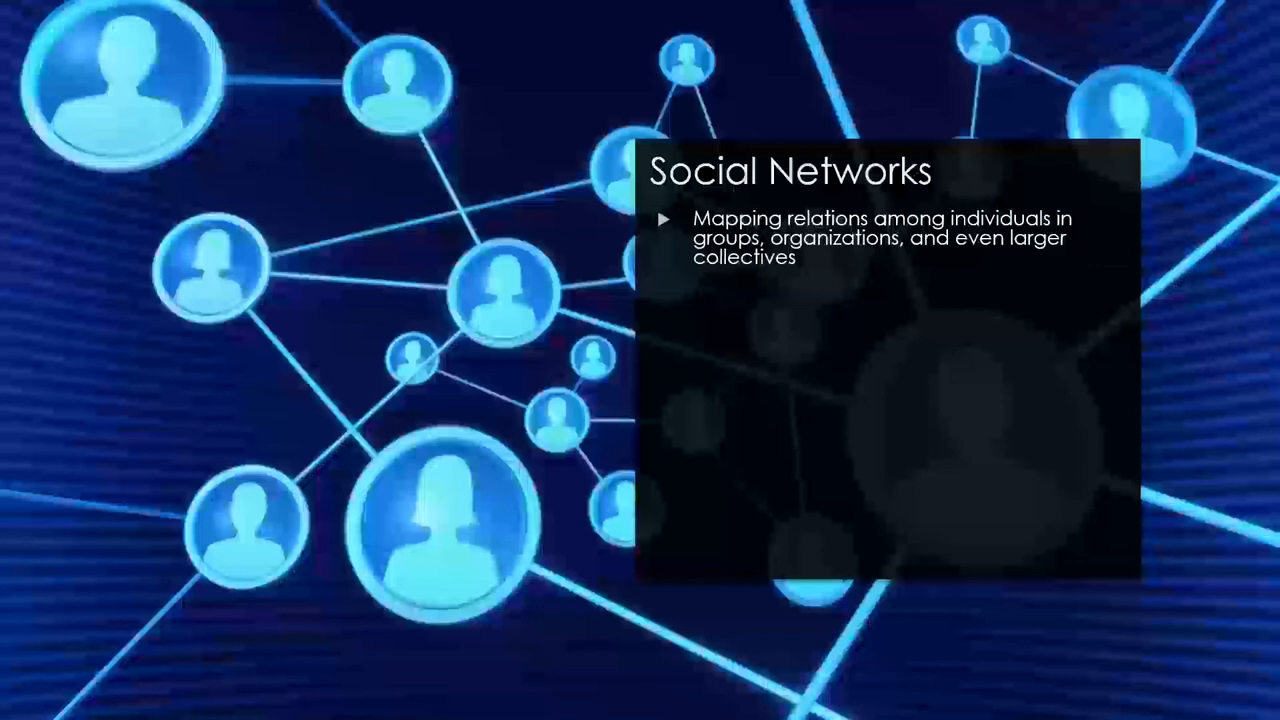 Social Networks
Mapping relations among individuals in
groups, organizations, and even larger
collectives